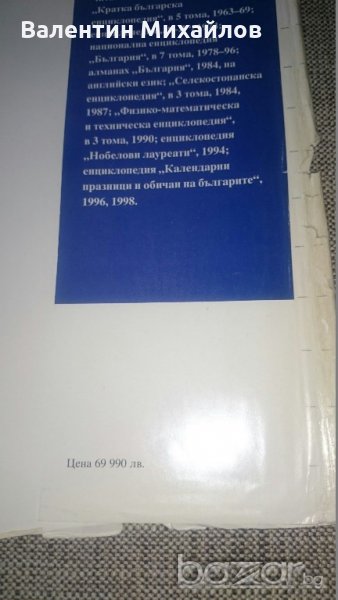 Валентин Михайлов
„Кратка българска
енциклопедия“, в 5 тома, 1963–69;
национална енциклопедия
„България“, в 7 тома, 1978–96;
алманах „България“, 1984, на
английски език; „Селскостопанска
енциклопедия“, в 3 тома, 1984,
1987; „Физико-математическа
и техническа енциклопедия“,
в 3 тома, 1990; енциклопедия
„Нобелови лауреати“, 1994;
енциклопедия „Календарни
празници и обичаи на българите“,
1996, 1998.
Цена 69 990 лв.
bazar.bg